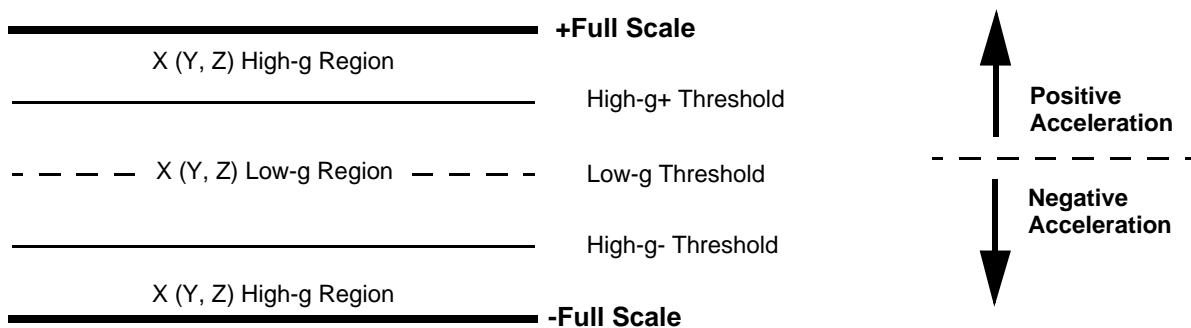 +Full Scale
X (Y, Z) High-g Region
High-g+ Threshold
X (Y, Z) Low-g Region
Low-g Threshold
High-g- Threshold
X (Y, Z) High-g Region
-Full Scale
Positive
Acceleration
Negative
Acceleration